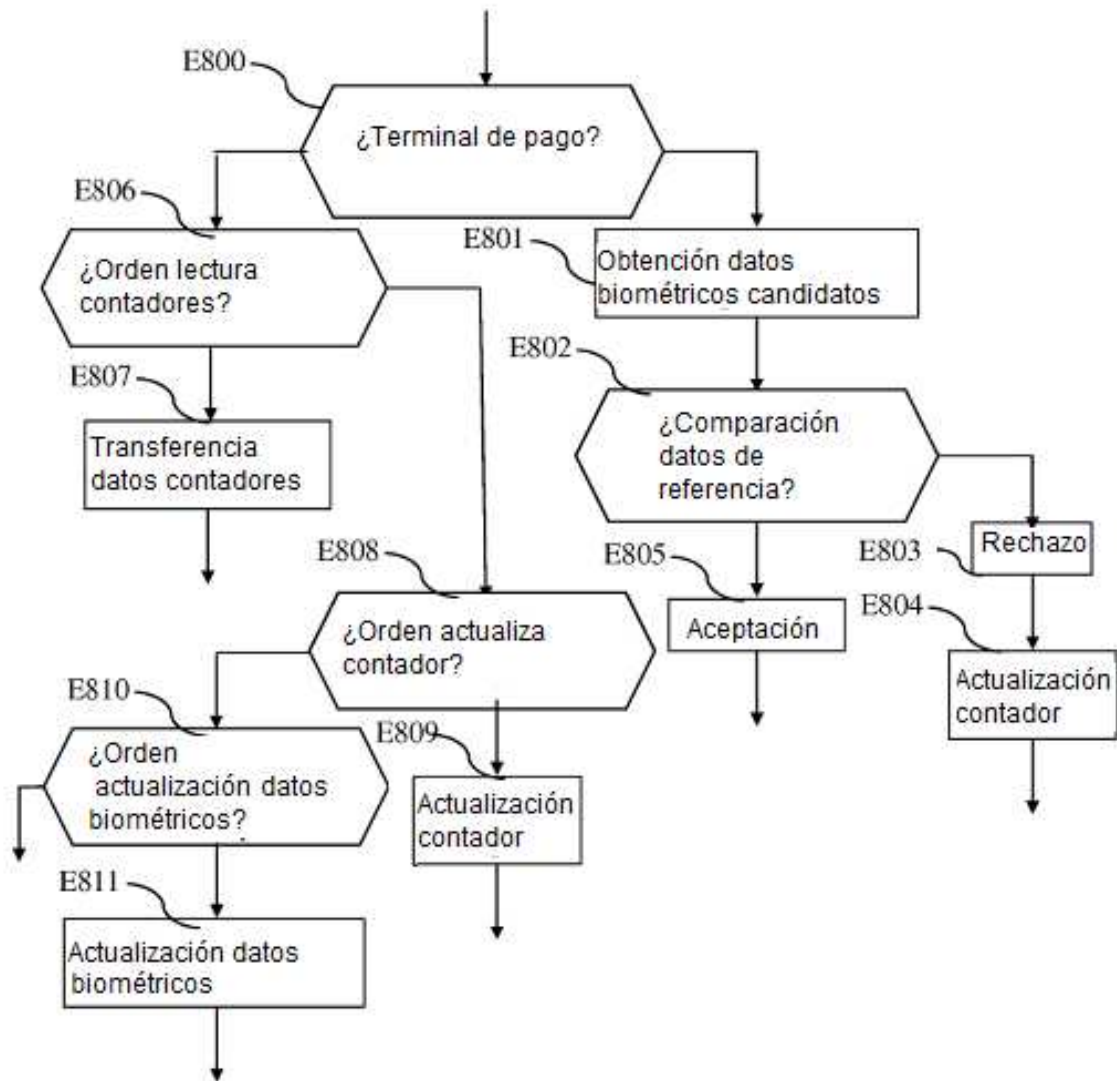 E800
¿Terminal de pago?
E806
¿Orden lectura
contadores?
E801
Obtención datos
biométricos candidatos
E807
Transferencia
datos contadores
E802
¿Comparación
datos de
referencia?
E803
Rechazo
E804
Actualización
contador
E805
Aceptación
E808
¿Orden actualiza
contador?
E810
¿Orden
actualización datos
biométricos?
E809
Actualización
contador
E811
Actualización datos
biométricos